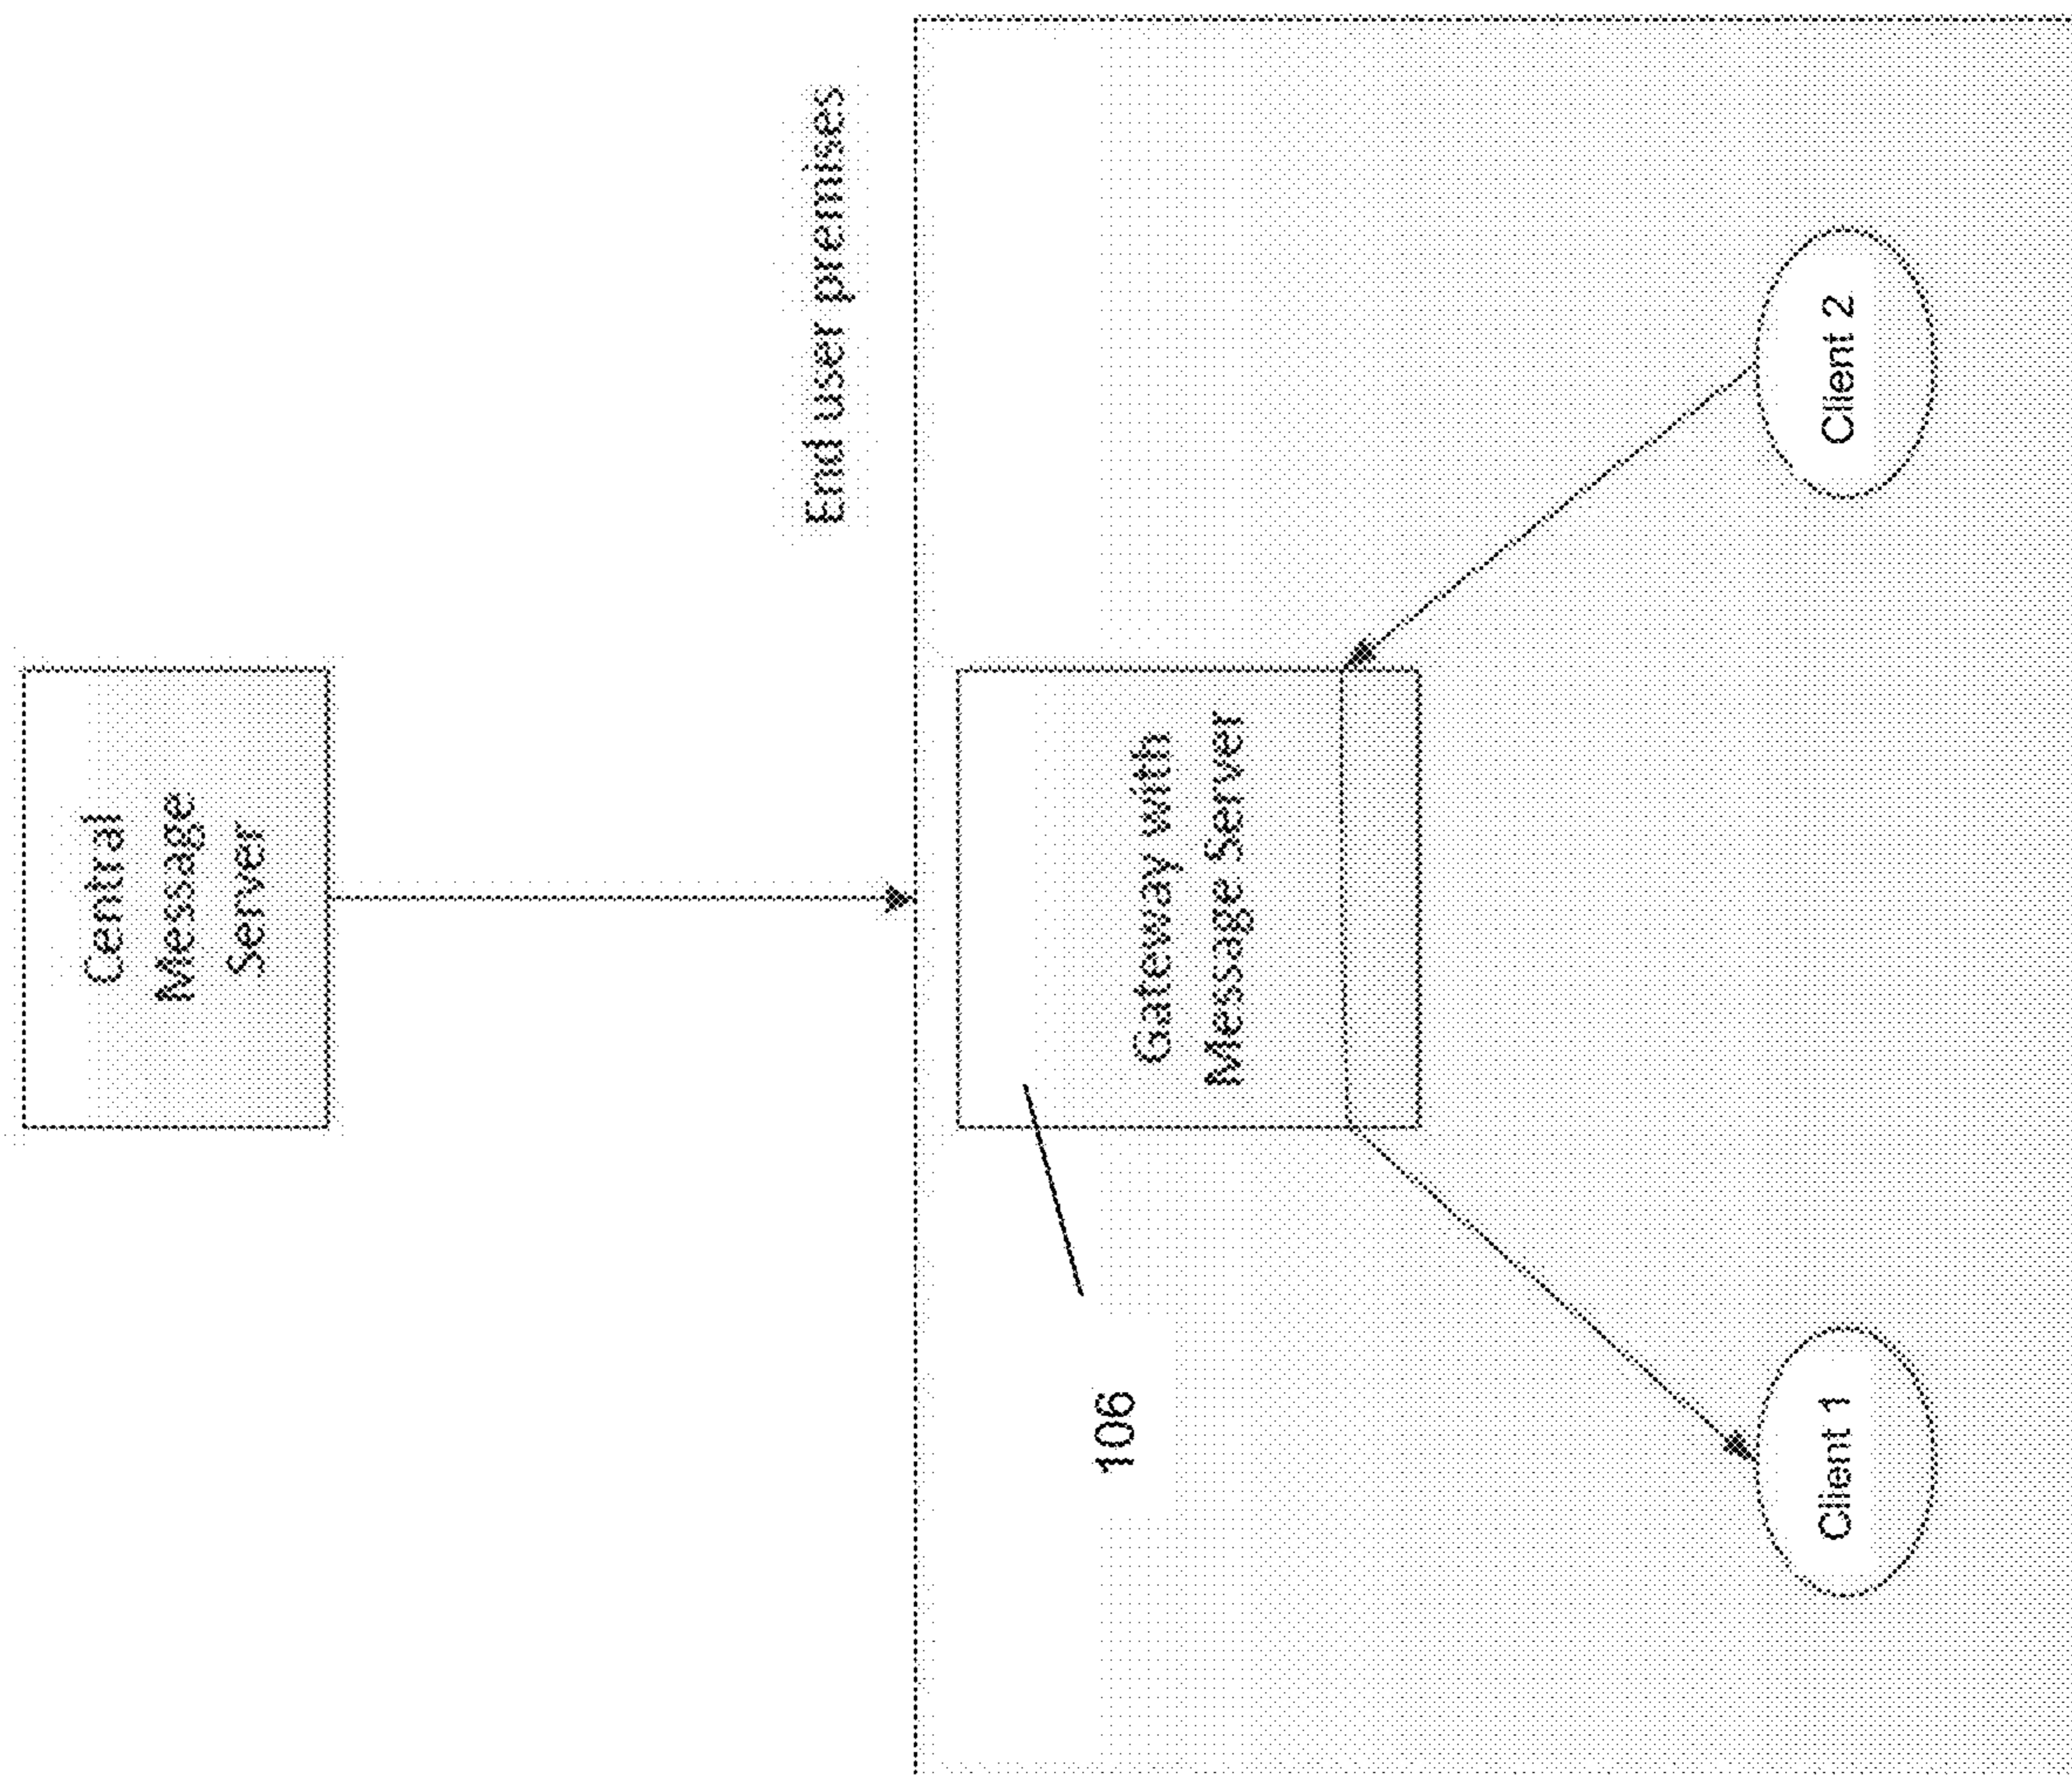 Central
Message
Server
End user premises
Gateway with
Message Server
106
Client 1
Client 2